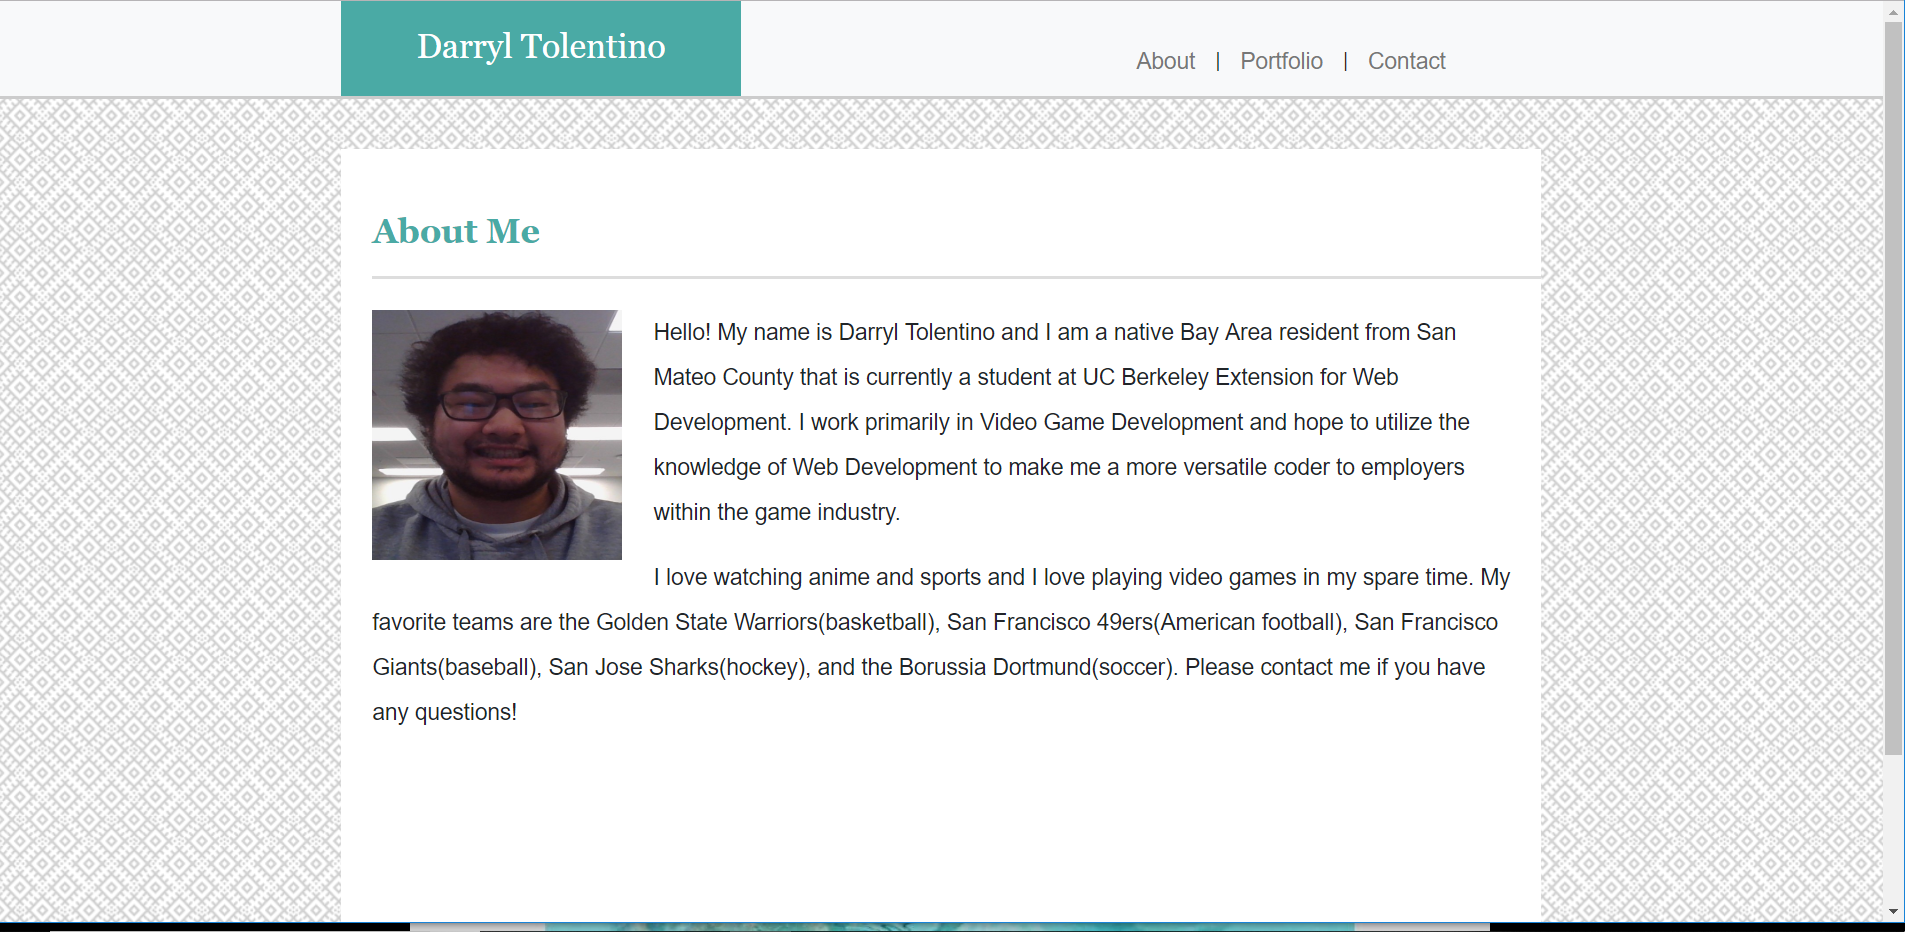 Darryl Tolentino
About | Portfolio | Contact
About Me
Hello! My name is Darryl Tolentino and I am a native Bay Area resident from San
Mateo County that is currently a student at UC Berkeley Extension for Web
Development. I work primarily in Video Game Development and hope to utilize the
knowledge of Web Development to make me a more versatile coder to employers
within the game industry.
I love watching anime and sports and I love playing video games in my spare time. My
favorite teams are the Golden State Warriors(basketball), San Francisco 49ers(American football), San Francisco
Giants(baseball), San Jose Sharks(hockey), and the Borussia Dortmund(soccer). Please contact me if you have
any questions!